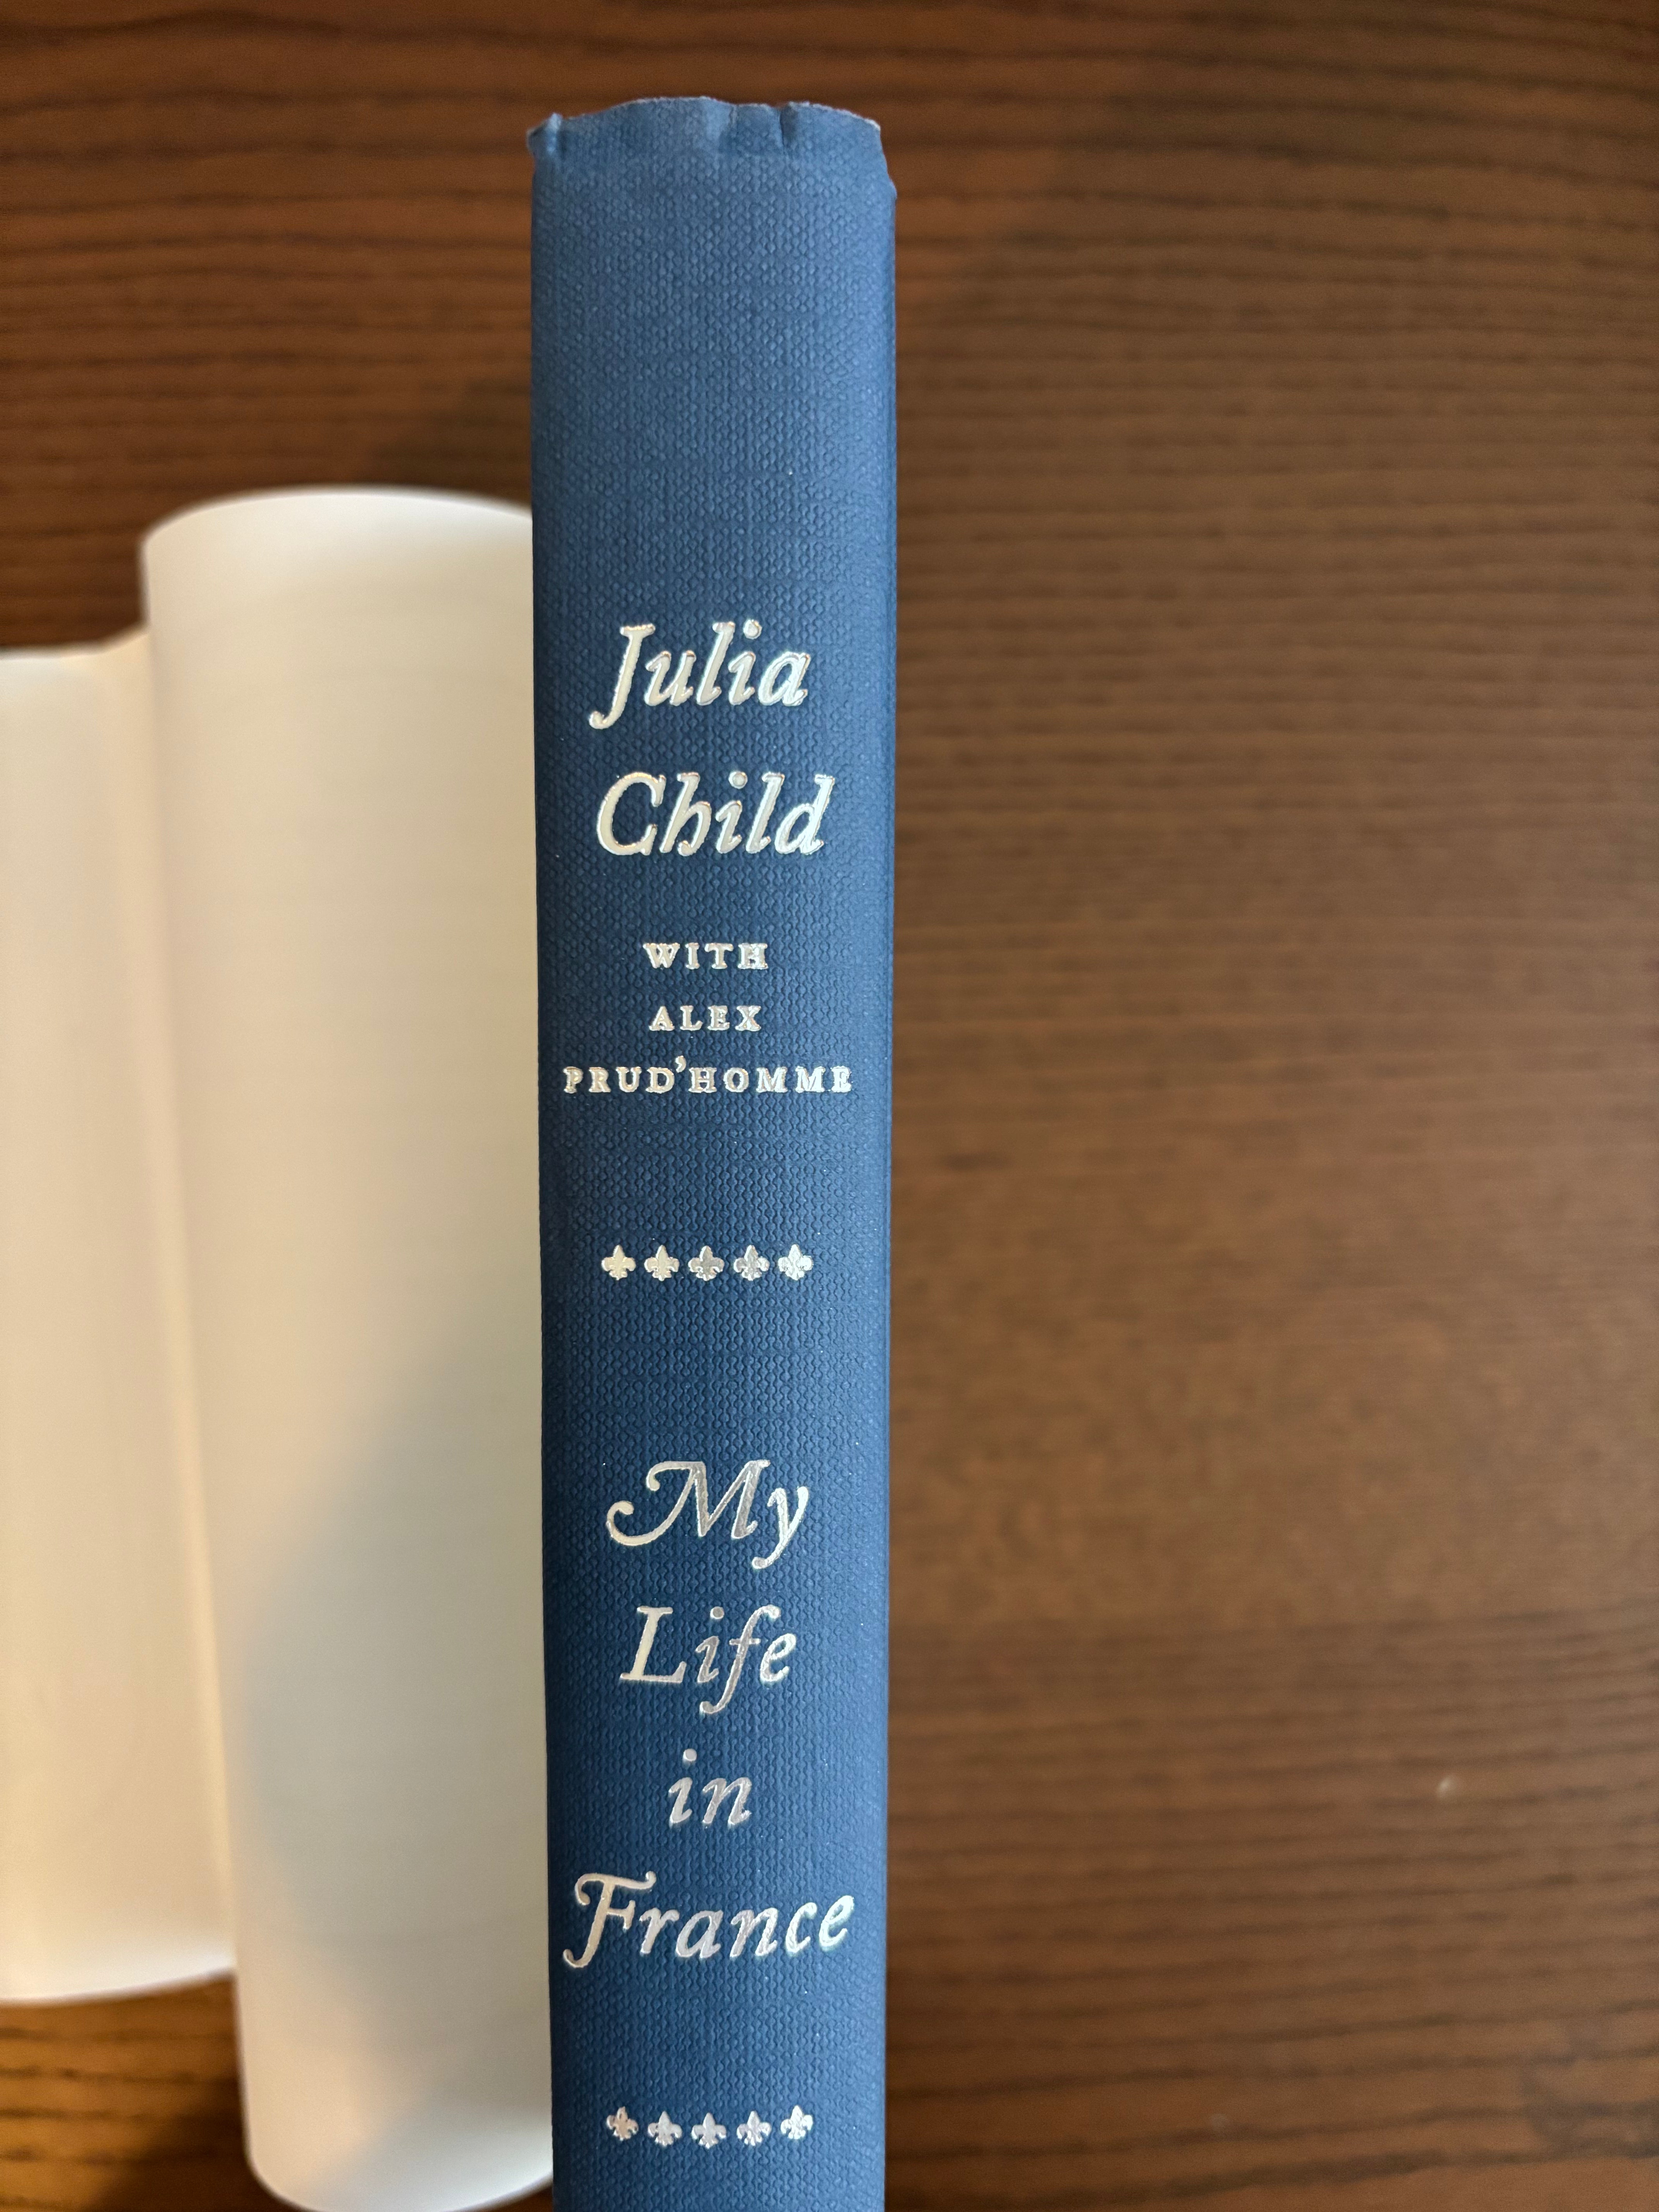 Julia
Child
WITH
ALEX
PRUD'HOMME
My
Life
in
France